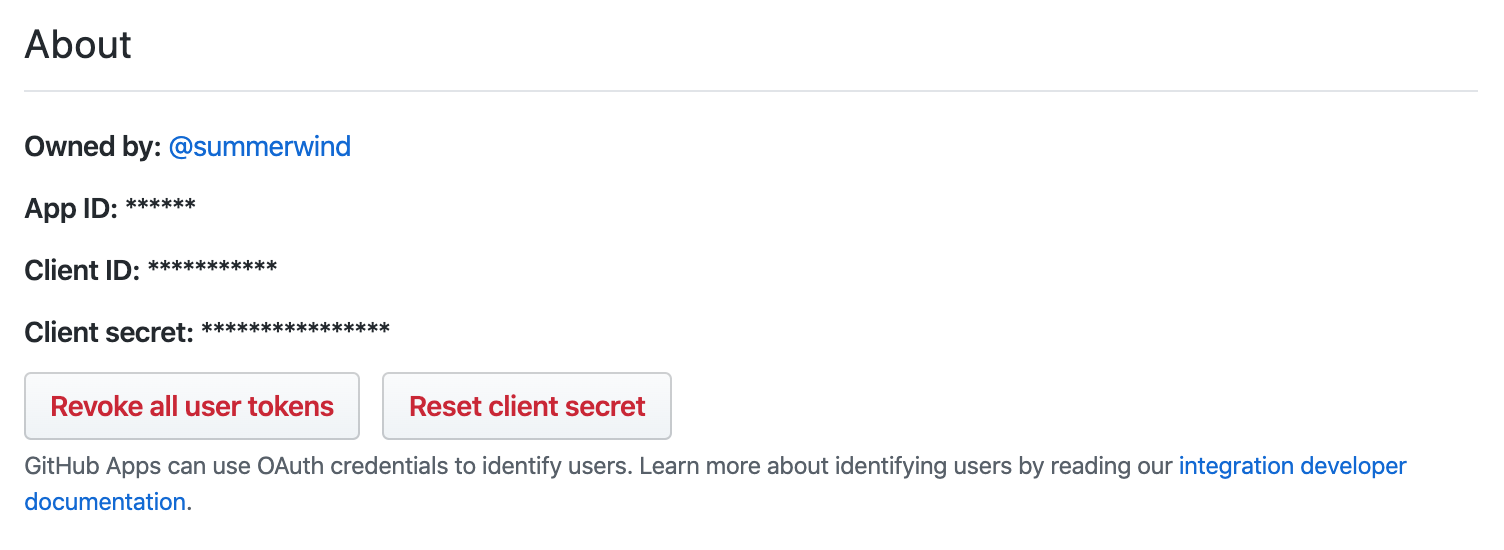 About
Owned by: @summerwind
App ID: ******
Client ID: ***********
Client secret: ****************
Revoke all user tokens Reset client secret
GitHub Apps can use OAuth credentials to identify users. Learn more about identifying users by reading our integration developer
documentation.